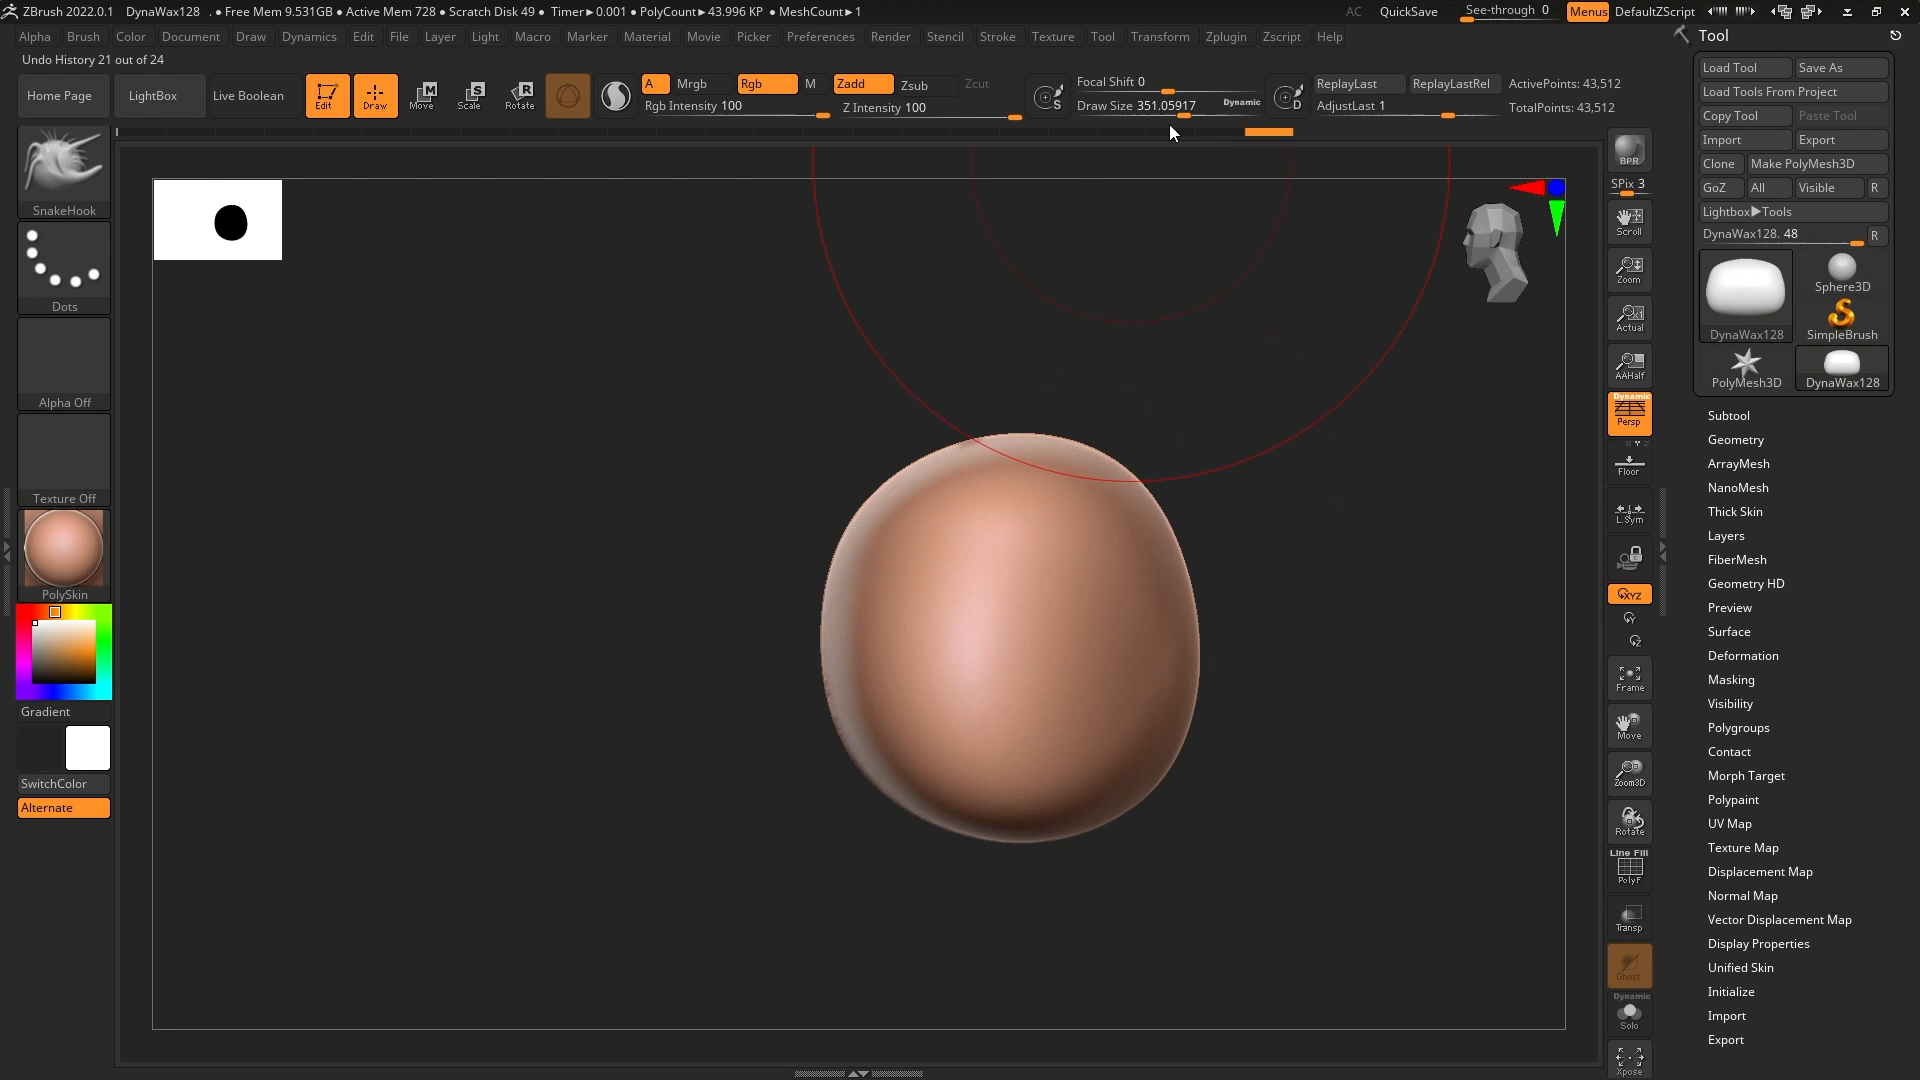 ZBrush 2022.0.1 DynaWax128 . • Free Mem 9.531GB • Active Mem 728 • Scratch Disk 49 • Timer►0.001 • PolyCount►43.996 KP • MeshCount►1 AC QuickSave See-through 0 Menus DefaultZScript
Alpha Brush Color Document Draw Dynamics Edit File Layer Light Macro Marker Material Movie Picker Preferences Render Stencil Stroke Texture Tool Transform Zplugin Zscript Help
Undo History 21 out of 24
Home Page LightBox Live Boolean Edit Draw Move Scale Rotate
A Mrgb Rgb M Zadd Zsub Zcut
Rgb Intensity 100 Z Intensity 100
S
Focal Shift 0
Draw Size 351.05917 Dynamic
D
ReplayLast ReplayLastRel ActivePoints: 43,512
AdjustLast 1 TotalPoints: 43,512
SnakeHook
Dots
Alpha Off
Texture Off
PolySkin
Gradient
SwitchColor
Alternate
BPR
SPix 3
Scroll
Zoom
Actual
AAHalf
Dynamic
Persp
Floor
L.Sym
XYZ
Y
Z
Frame
Move
Zoom3D
Rotate
Line Fill
PolyF
Transp
Ghost
Dynamic
Solo
Xpose
Tool
Load Tool Save As
Load Tools From Project
Copy Tool Paste Tool
Import Export
Clone Make PolyMesh3D
GoZ All Visible R
Lightbox►Tools
DynaWax128. 48 R
Sphere3D
DynaWax128 SimpleBrush
PolyMesh3D DynaWax128
Subtool
Geometry
ArrayMesh
NanoMesh
Thick Skin
Layers
FiberMesh
Geometry HD
Preview
Surface
Deformation
Masking
Visibility
Polygroups
Contact
Morph Target
Polypaint
UV Map
Texture Map
Displacement Map
Normal Map
Vector Displacement Map
Display Properties
Unified Skin
Initialize
Import
Export